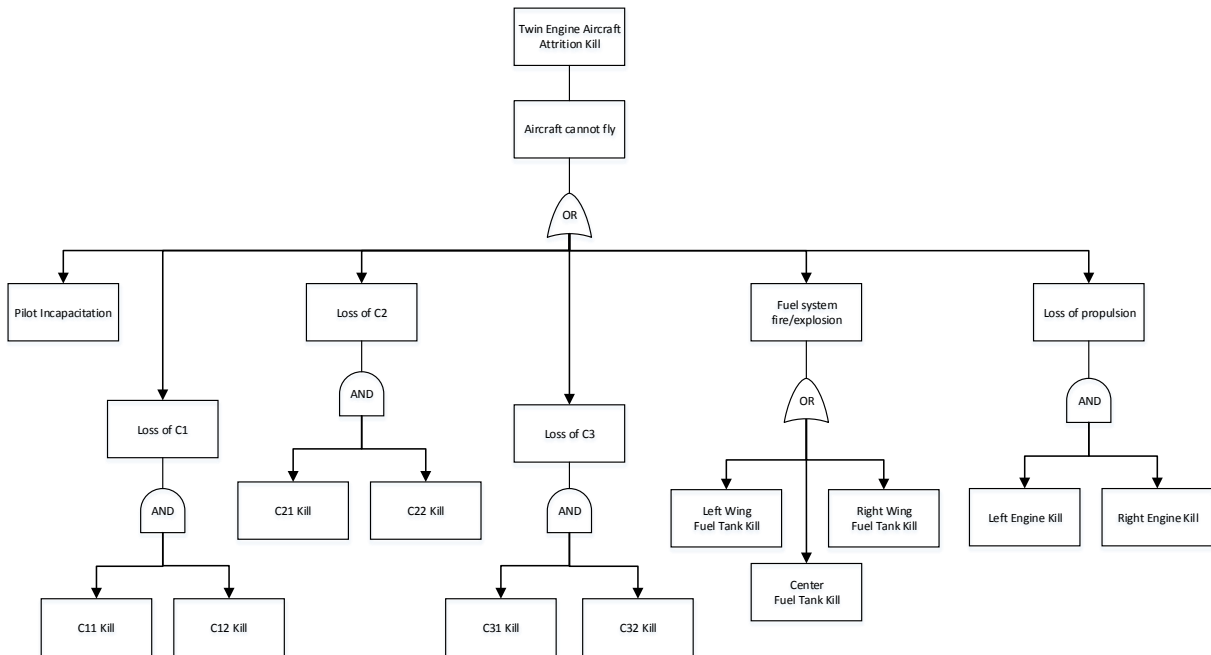 Twin Engine Aircraft
Attrition Kill
Aircraft cannot fly
OR
Pilot Incapacitation
Loss of C2
Fuel system
fire/explosion
Loss of propulsion
AND
OR
AND
Loss of C1
Loss of C3
C21 Kill
C22 Kill
AND
AND
Left Wing
Fuel Tank Kill
Right Wing
Fuel Tank Kill
Left Engine Kill
Right Engine Kill
Center
Fuel Tank Kill
C11 Kill
C12 Kill
C31 Kill
C32 Kill